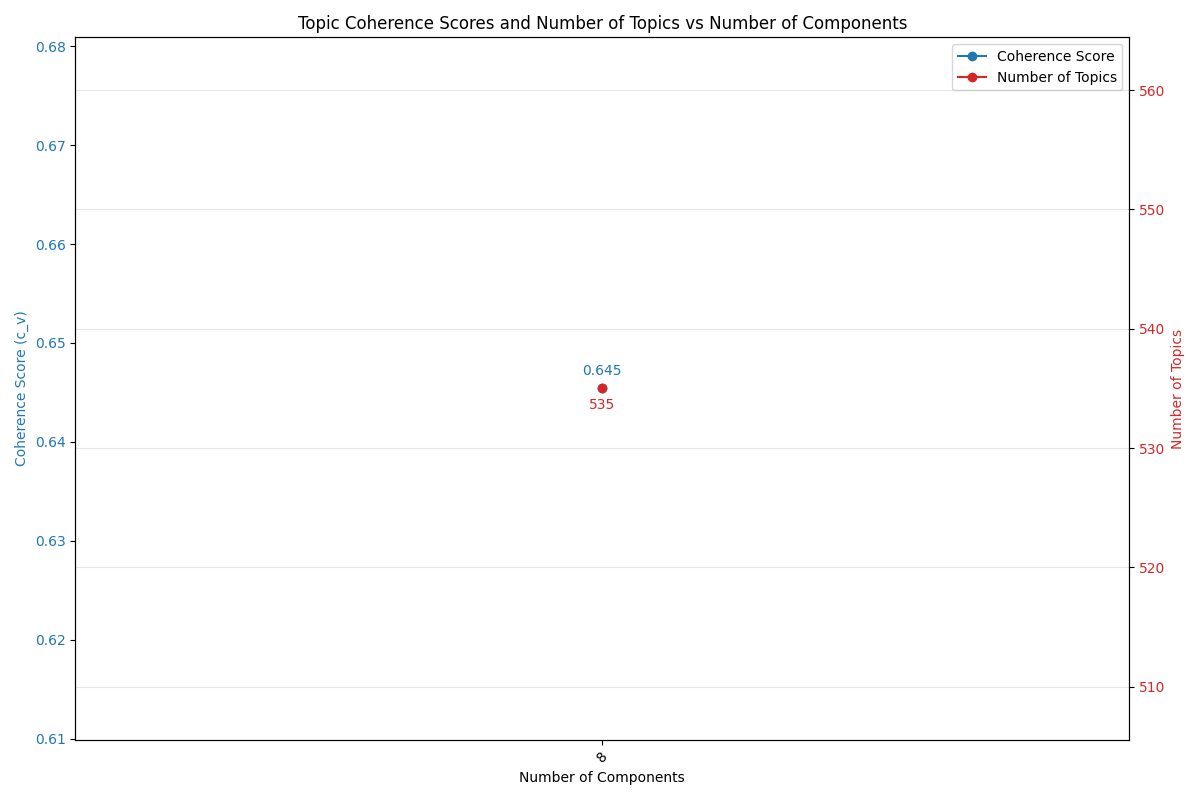 Topic Coherence Scores and Number of Topics vs Number of Components
Coherence Score
Number of Topics
0.68
0.67
0.66
0.65
0.64
0.63
0.62
0.61
Coherence Score (c_v)
0.645
535
560
550
540
530
520
510
Number of Topics
8
Number of Components